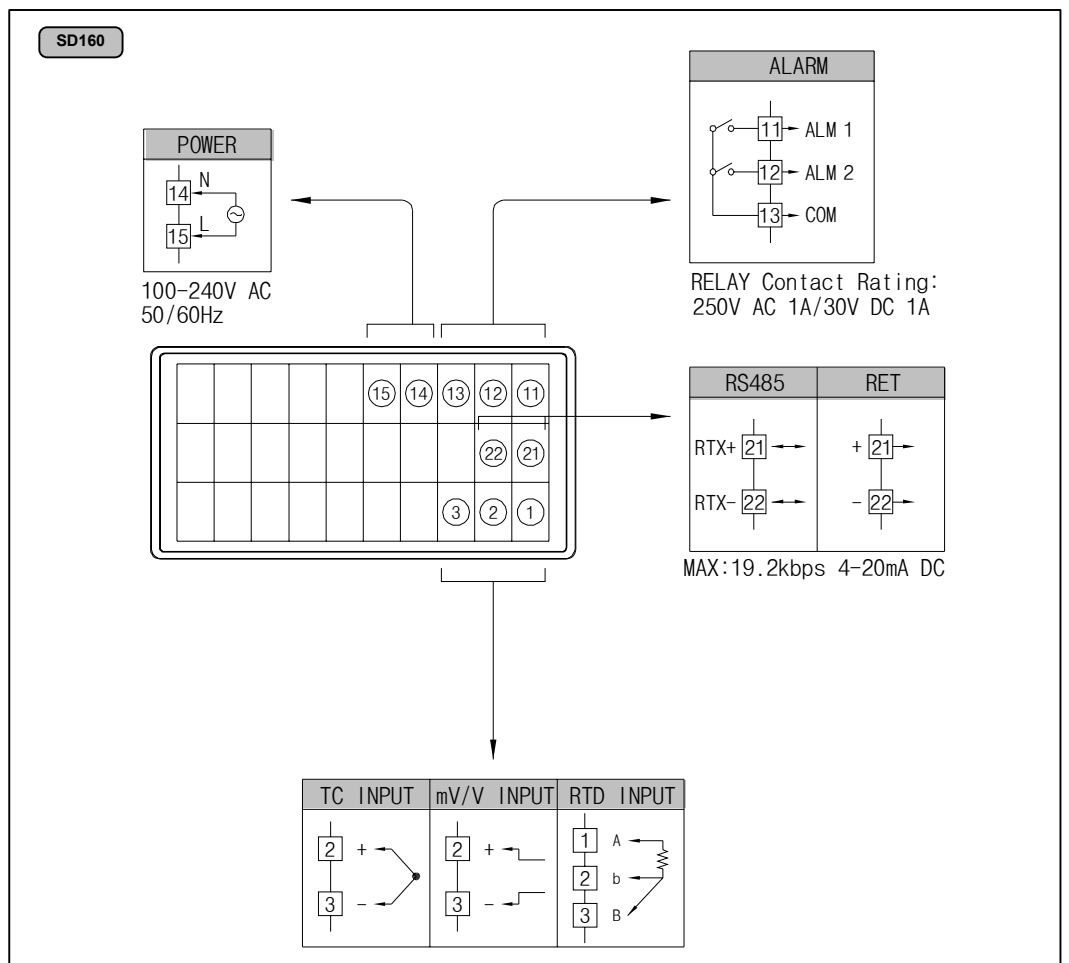 SD160
ALARM
11 ALM 1
12 ALM 2
13 COM
RELAY Contact Rating:
250V AC 1A/30V DC 1A
POWER
14 N
15 L
100-240V AC
50/60Hz
15 14 13 12 11
22 21
3 2 1
RS485 RET
RTX+ 21 + 21
RTX- 22 - 22
MAX:19.2kbps 4-20mA DC
TC INPUT mV/V INPUT RTD INPUT
2 + 2 + 1 A
2 b
3 - 3 - 3 B